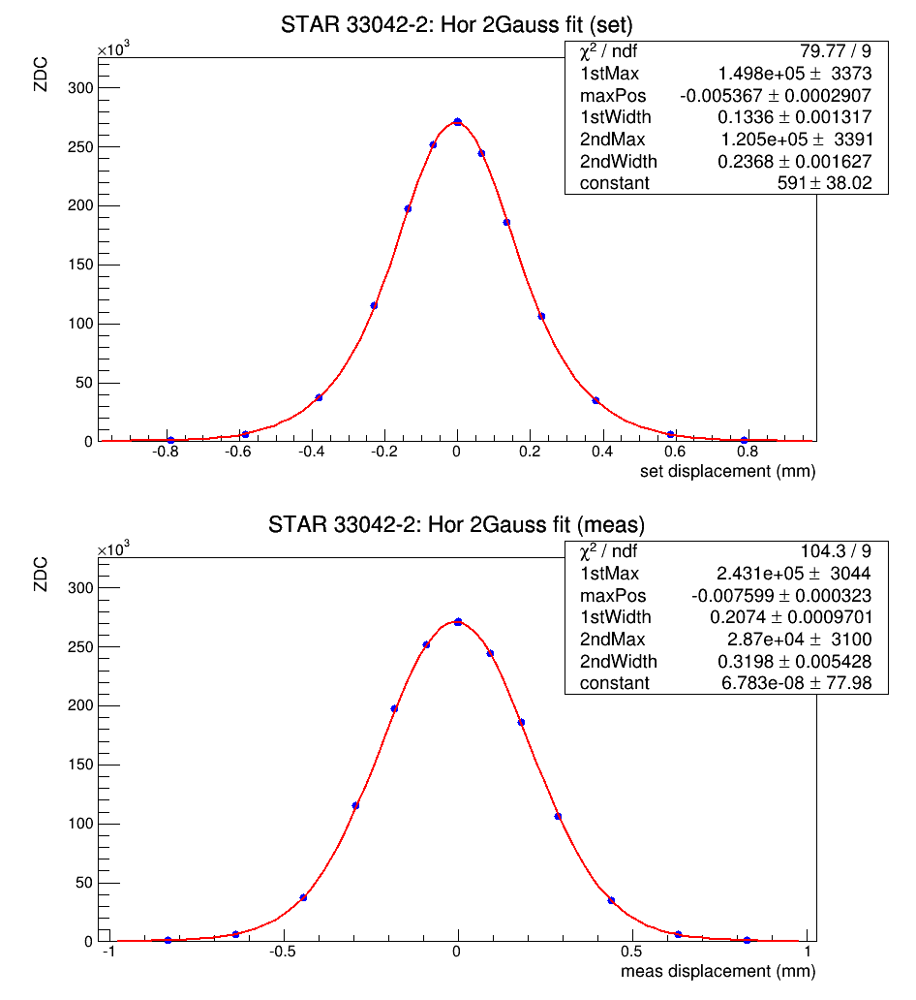 STAR 33042-2: Hor 2Gauss fit (set)
×10³
ZDC
χ² / ndf 79.77 / 9
1stMax 1.498e+05 ± 3373
maxPos -0.005367 ± 0.0002907
1stWidth 0.1336 ± 0.001317
2ndMax 1.205e+05 ± 3391
2ndWidth 0.2368 ± 0.001627
constant 591 ± 38.02
300
250
200
150
100
50
0
-0.8 -0.6 -0.4 -0.2 0 0.2 0.4 0.6 0.8
set displacement (mm)
STAR 33042-2: Hor 2Gauss fit (meas)
×10³
ZDC
χ² / ndf 104.3 / 9
1stMax 2.431e+05 ± 3044
maxPos -0.007599 ± 0.000323
1stWidth 0.2074 ± 0.0009701
2ndMax 2.87e+04 ± 3100
2ndWidth 0.3198 ± 0.005428
constant 6.783e-08 ± 77.98
300
250
200
150
100
50
0
-1 -0.5 0 0.5 1
meas displacement (mm)